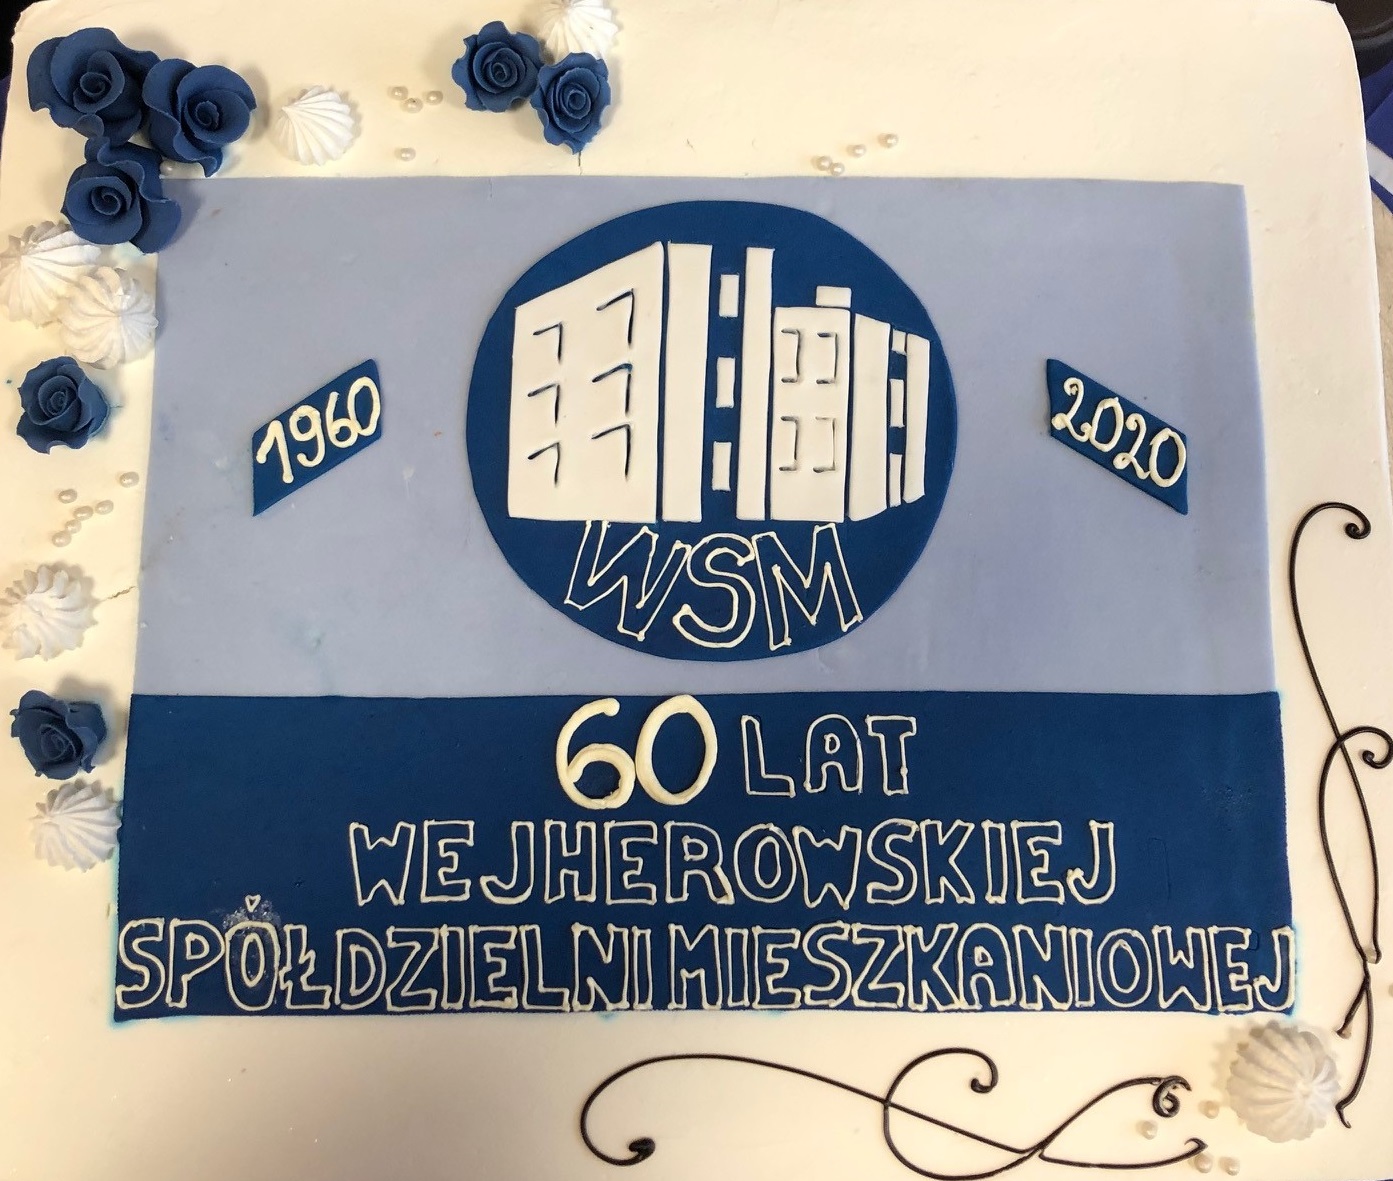 1960
2020
WSM
60 LAT
WEJHEROWSKIEJ
SPÓŁDZIELNI MIESZKANIOWEJ